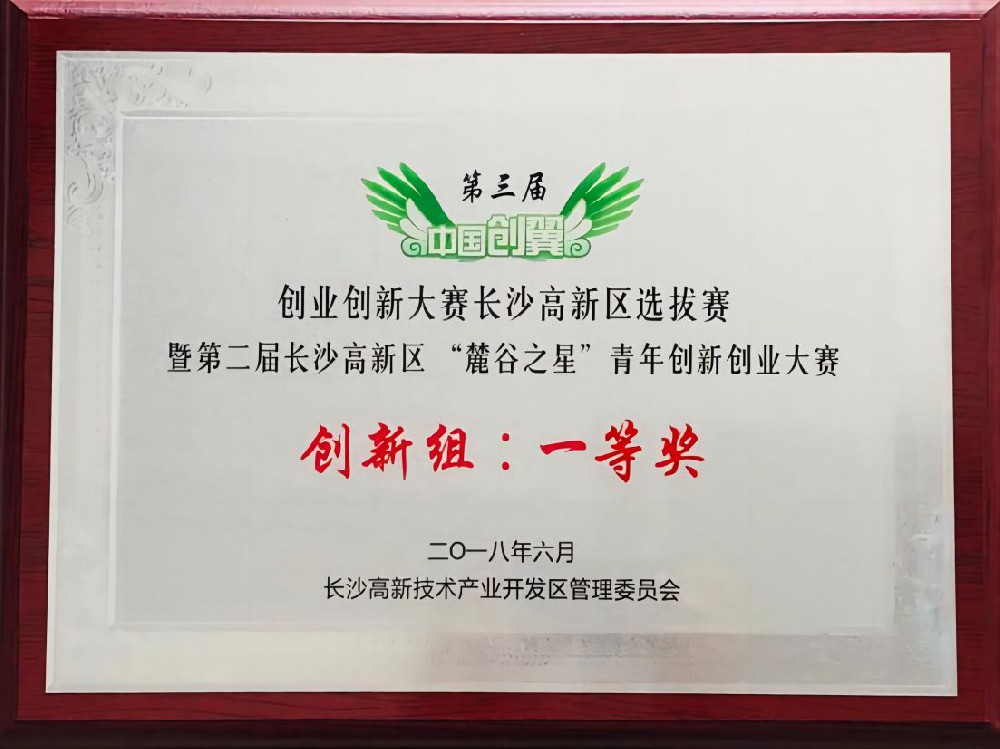 第三届
中国创翼
创业创新大赛长沙高新区选拔赛
暨第二届长沙高新区“麓谷之星”青年创新创业大赛
创新组：一等奖
二〇一八年六月
长沙高新技术产业开发区管理委员会